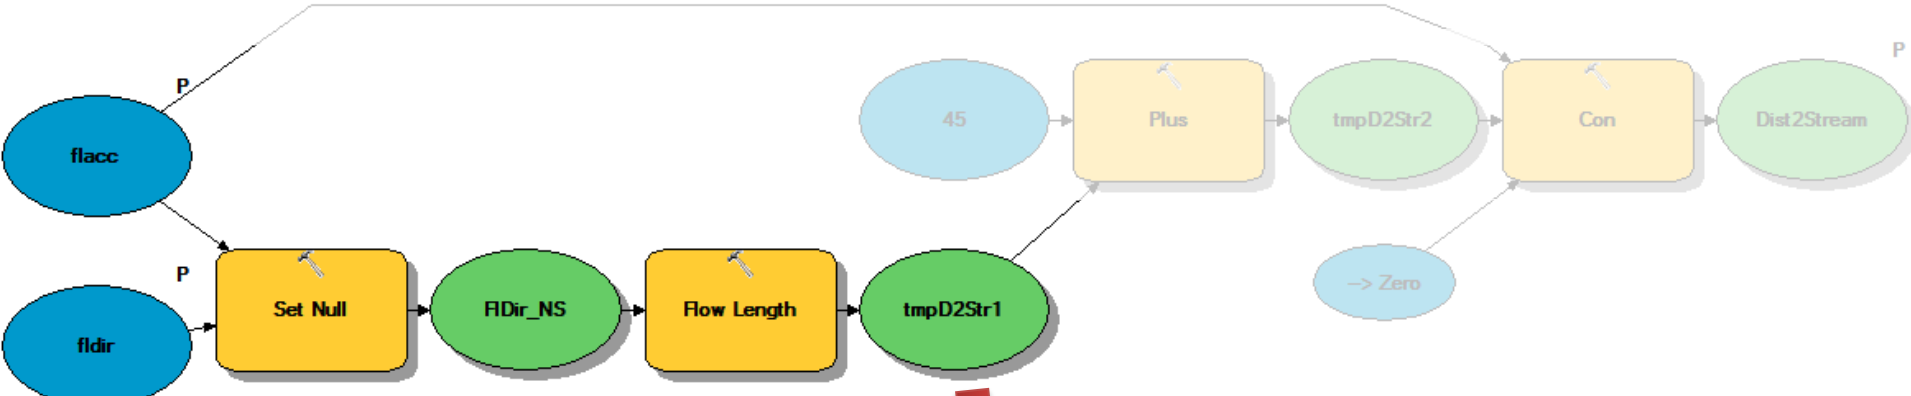 P
P
flacc
45
Plus
tmpD2Str2
Con
Dist2Stream
P
--> Zero
Set Null
FlDir_NS
Flow Length
tmpD2Str1
fldir